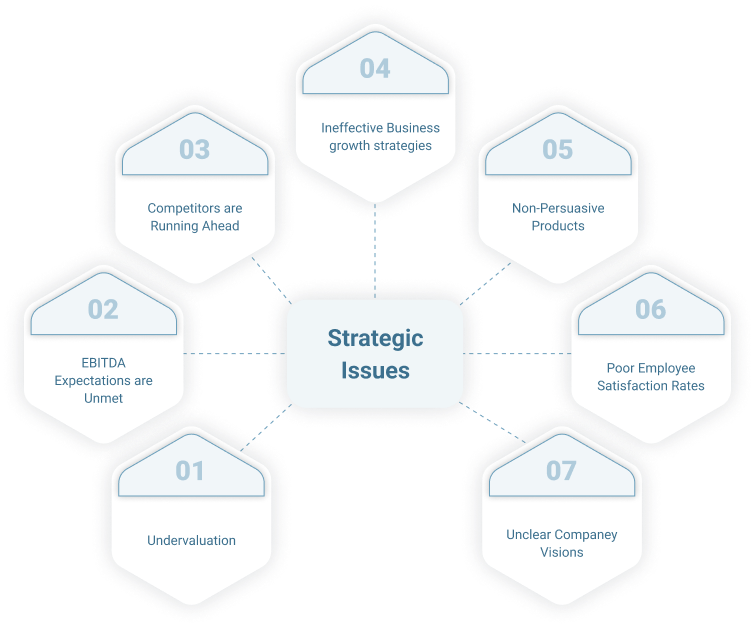 04
Ineffective Business
growth strategies
03
Competitors are
Running Ahead
05
Non-Persuasive
Products
02
EBITDA
Expectations are
Unmet
Strategic
Issues
06
Poor Employee
Satisfaction Rates
01
Undervaluation
07
Unclear Companey
Visions